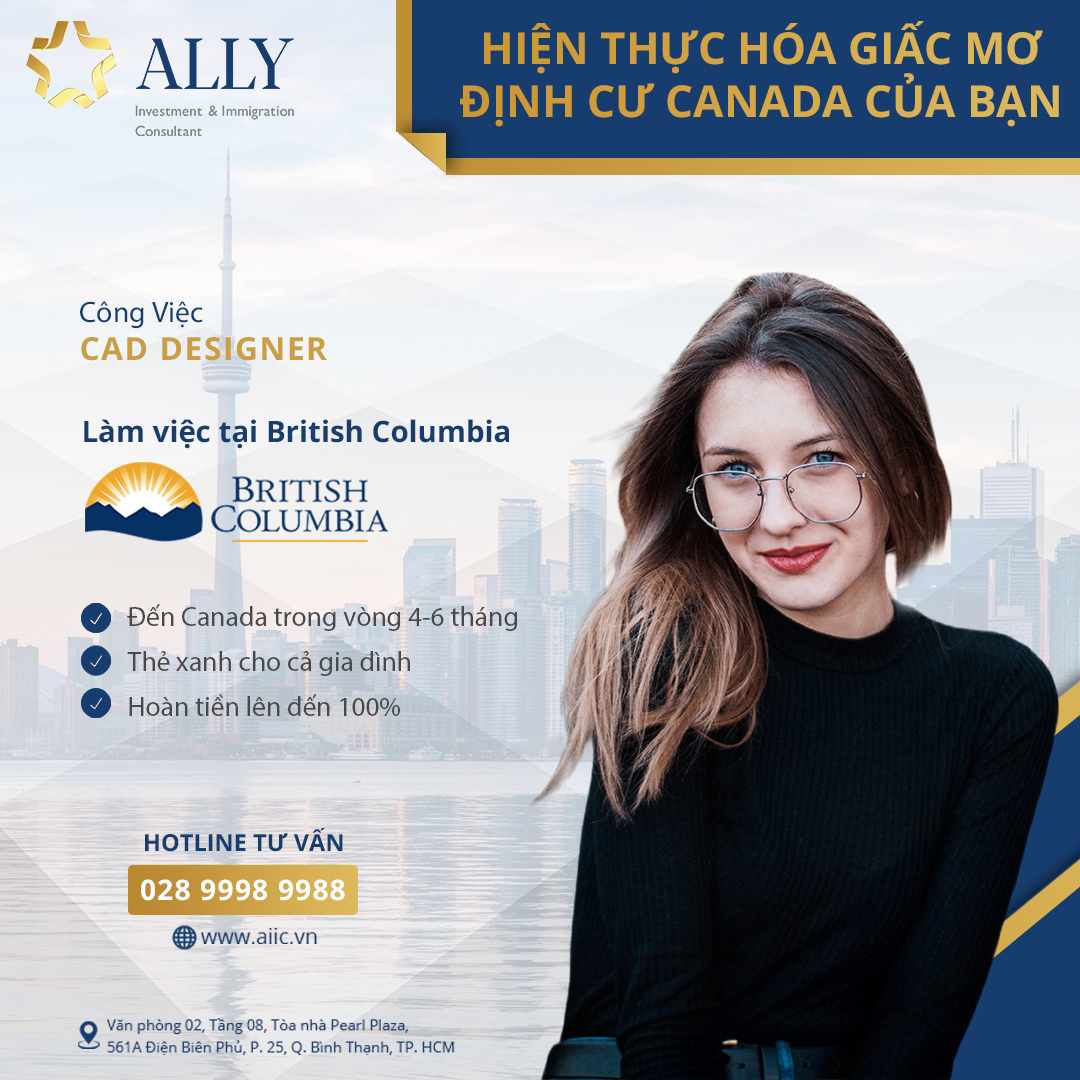 ALLY
Investment & Immigration
Consultant
HIỆN THỰC HÓA GIẤC MƠ
ĐỊNH CƯ CANADA CỦA BẠN
Công Việc
CAD DESIGNER
Làm việc tại British Columbia
BRITISH
COLUMBIA
Đến Canada trong vòng 4-6 tháng
Thẻ xanh cho cả gia đình
Hoàn tiền lên đến 100%
HOTLINE TƯ VẤN
028 9998 9988
www.aiic.vn
Văn phòng 02, Tầng 08, Tòa nhà Pearl Plaza,
561A Điện Biên Phủ, P. 25, Q. Bình Thạnh, TP. HCM